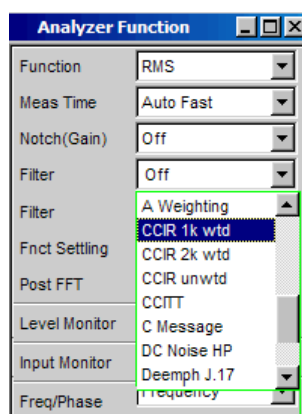 Analyzer Function
Function RMS
Meas Time Auto Fast
Notch(Gain) Off
Filter Off
Filter
Fnct Settling
Post FFT
Level Monitor
Input Monitor
Freq/Phase Frequency
A Weighting
CCIR 1k wtd
CCIR 2k wtd
CCIR unwtd
CCITT
C Message
DC Noise HP
Deemph J.17